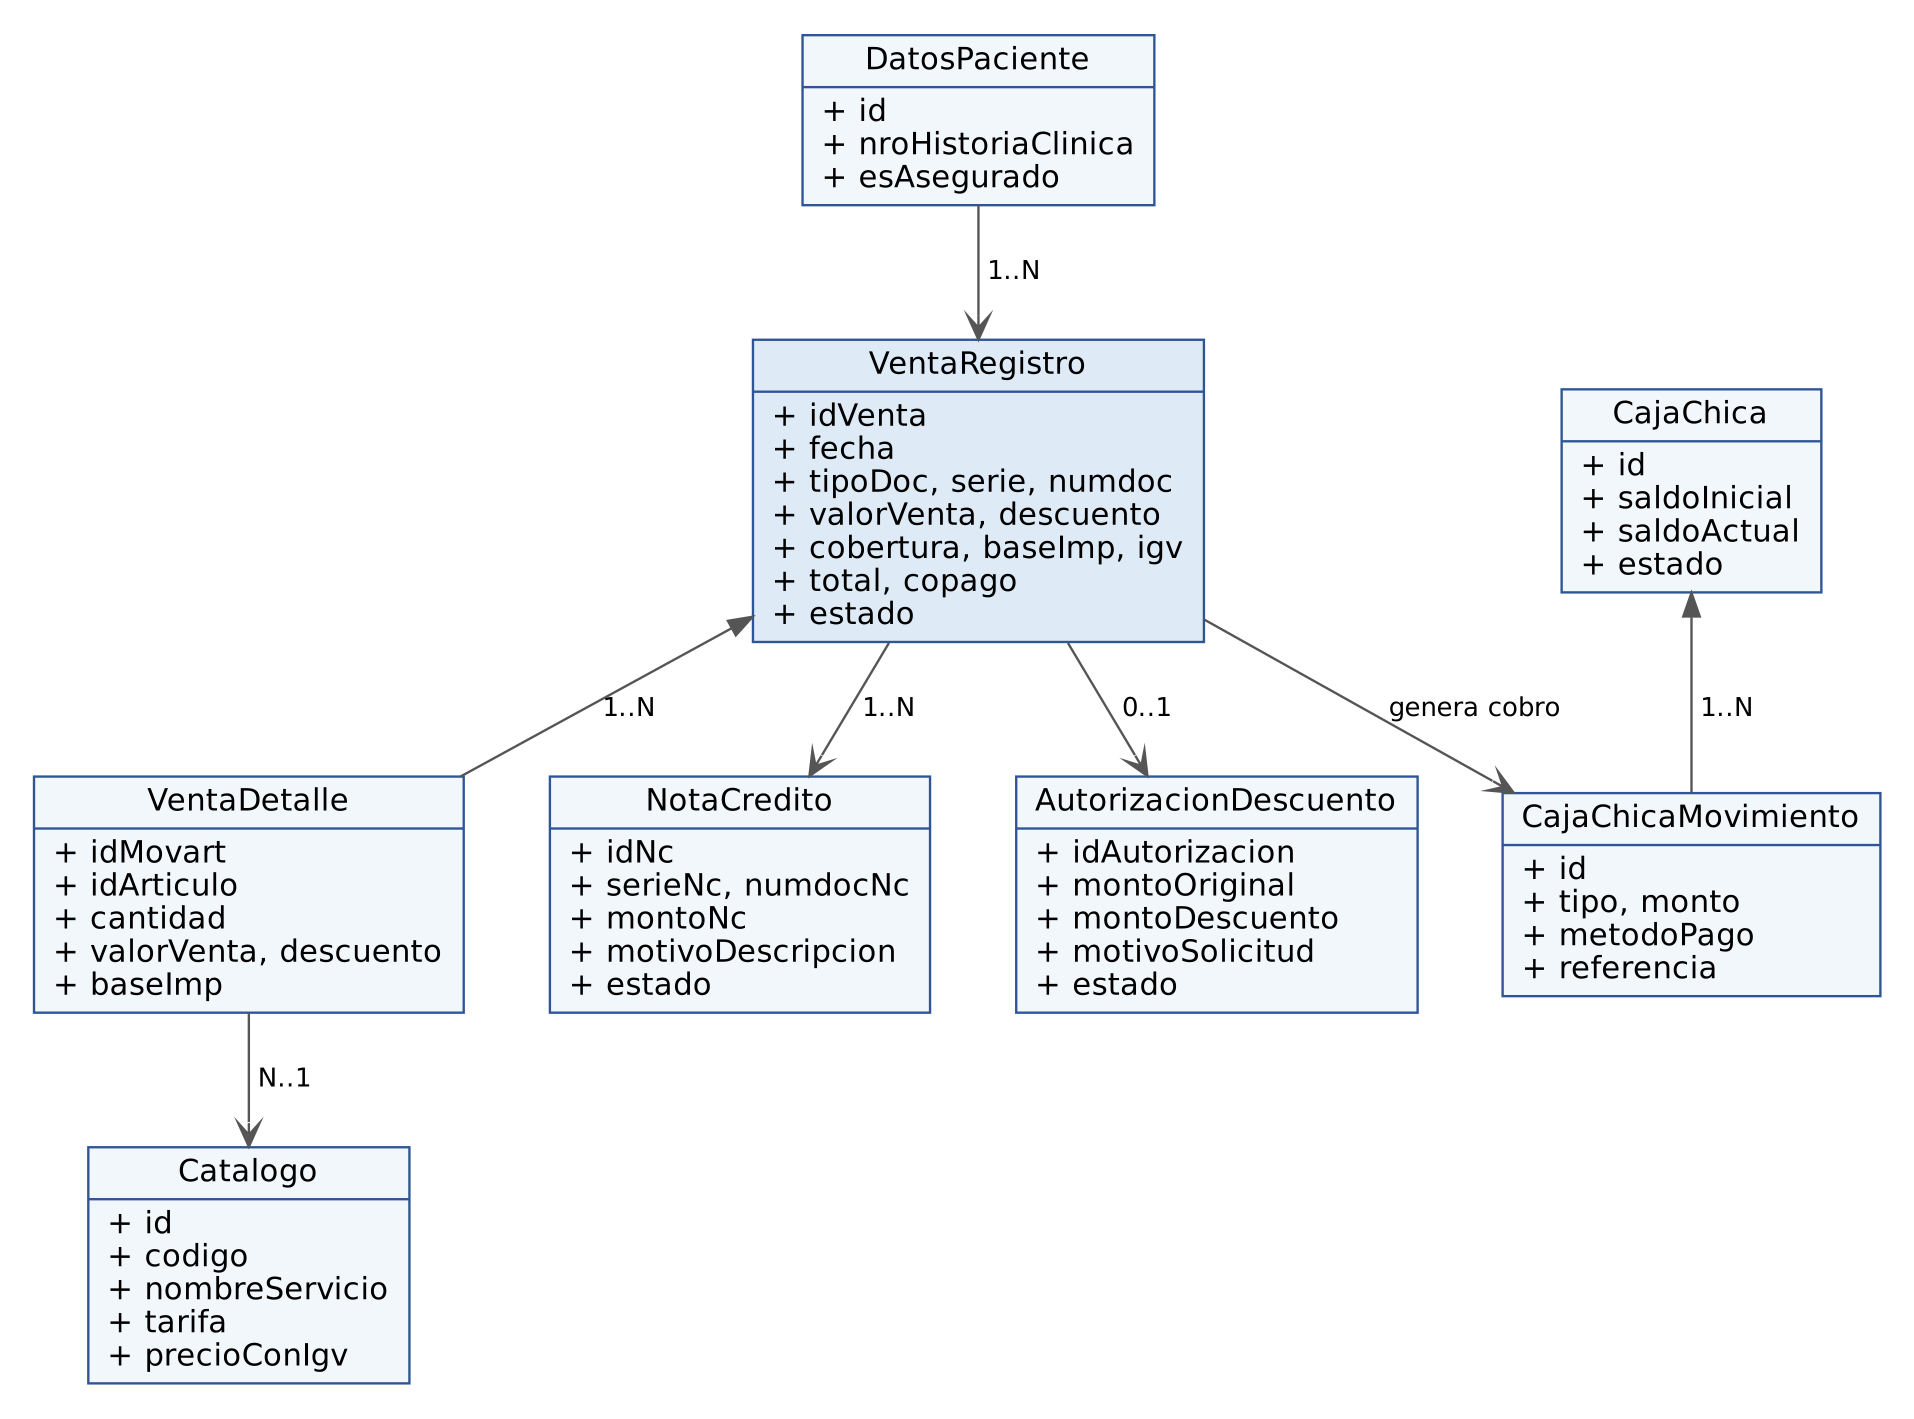 DatosPaciente
+ id
+ nroHistoriaClinica
+ esAsegurado
1..N
VentaRegistro
+ idVenta
+ fecha
+ tipoDoc, serie, numdoc
+ valorVenta, descuento
+ cobertura, baseImp, igv
+ total, copago
+ estado
CajaChica
+ id
+ saldoInicial
+ saldoActual
+ estado
1..N
1..N
0..1
genera cobro
1..N
VentaDetalle
+ idMovart
+ idArticulo
+ cantidad
+ valorVenta, descuento
+ baseImp
NotaCredito
+ idNc
+ serieNc, numdocNc
+ montoNc
+ motivoDescripcion
+ estado
AutorizacionDescuento
+ idAutorizacion
+ montoOriginal
+ montoDescuento
+ motivoSolicitud
+ estado
CajaChicaMovimiento
+ id
+ tipo, monto
+ metodoPago
+ referencia
N..1
Catalogo
+ id
+ codigo
+ nombreServicio
+ tarifa
+ precioConIgv